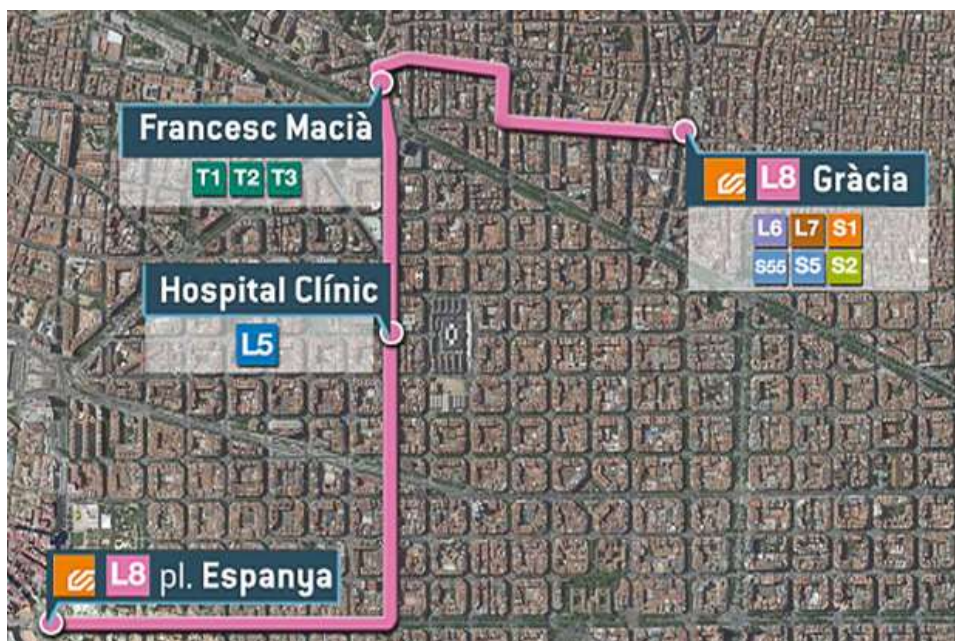 Francesc Macià
T1 T2 T3
L8 Gràcia
L6 L7 S1
S55 S5 S2
Hospital Clínic
L5
L8 pl. Espanya